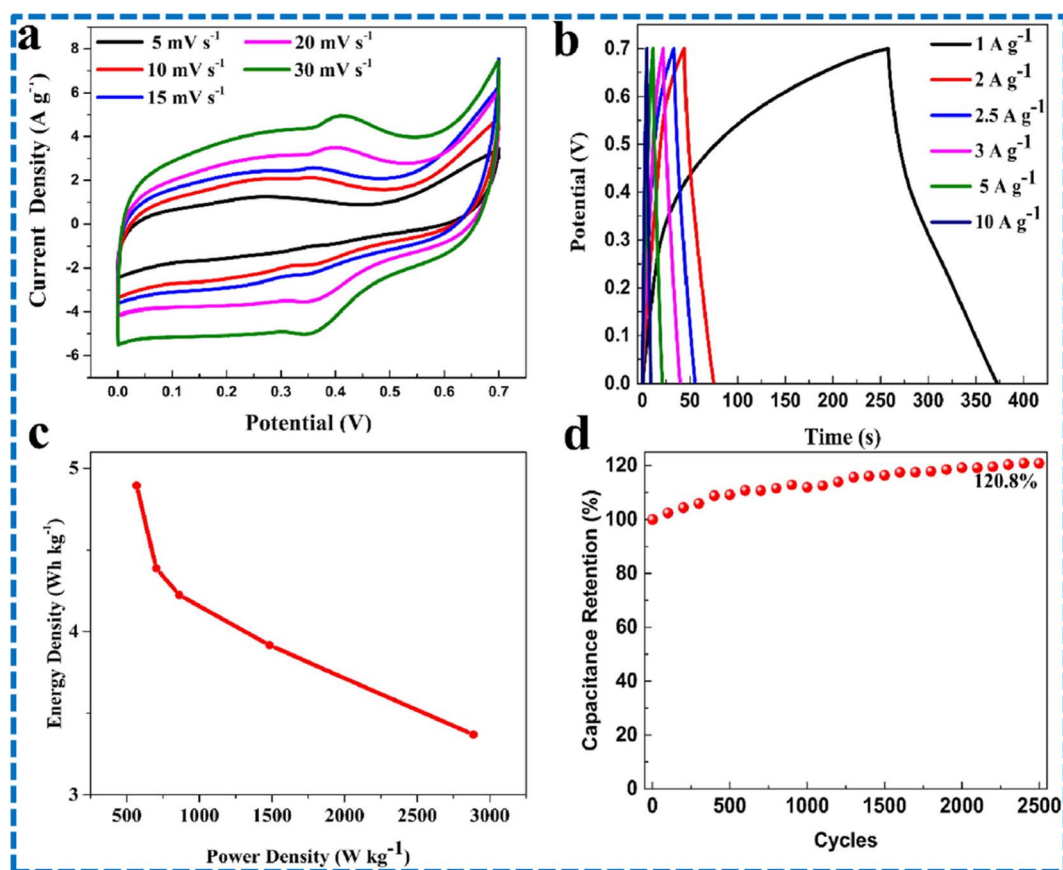 a
5 mV s⁻¹
10 mV s⁻¹
15 mV s⁻¹
20 mV s⁻¹
30 mV s⁻¹
8
6
4
2
0
-2
-4
-6
0.0 0.1 0.2 0.3 0.4 0.5 0.6 0.7
Current Density (A g⁻¹)
Potential (V)
b
1 A g⁻¹
2 A g⁻¹
2.5 A g⁻¹
3 A g⁻¹
5 A g⁻¹
10 A g⁻¹
0.7
0.6
0.5
0.4
0.3
0.2
0.1
0.0
0 50 100 150 200 250 300 350 400
Potential (V)
Time (s)
c
5
4
3
500 1000 1500 2000 2500 3000
Energy Density (Wh kg⁻¹)
Power Density (W kg⁻¹)
d
120
100
80
60
40
20
0
120.8%
0 500 1000 1500 2000 2500
Capacitance Retention (%)
Cycles